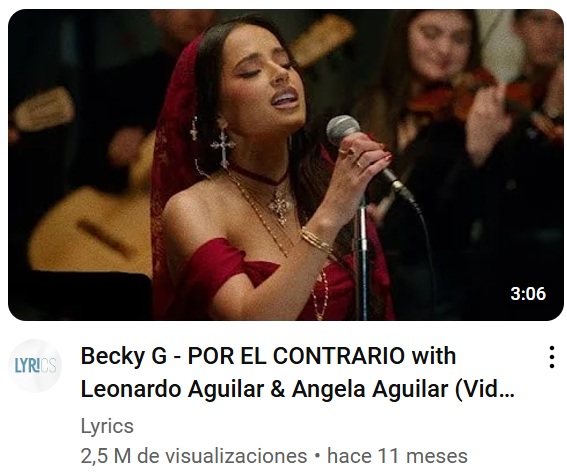 3:06
LYRICS
Becky G - POR EL CONTRARIO with
Leonardo Aguilar & Angela Aguilar (Vid...
Lyrics
2,5 M de visualizaciones • hace 11 meses